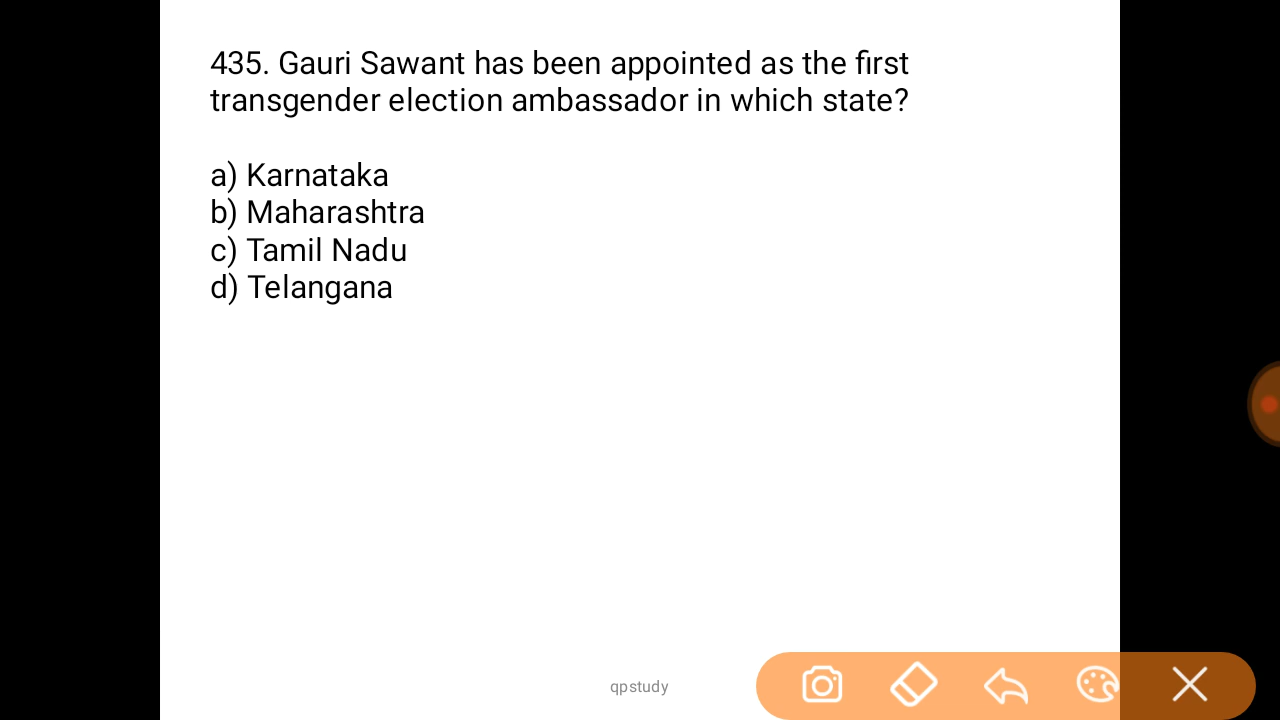 435. Gauri Sawant has been appointed as the first
transgender election ambassador in which state?
a) Karnataka
b) Maharashtra
c) Tamil Nadu
d) Telangana
qpstudy